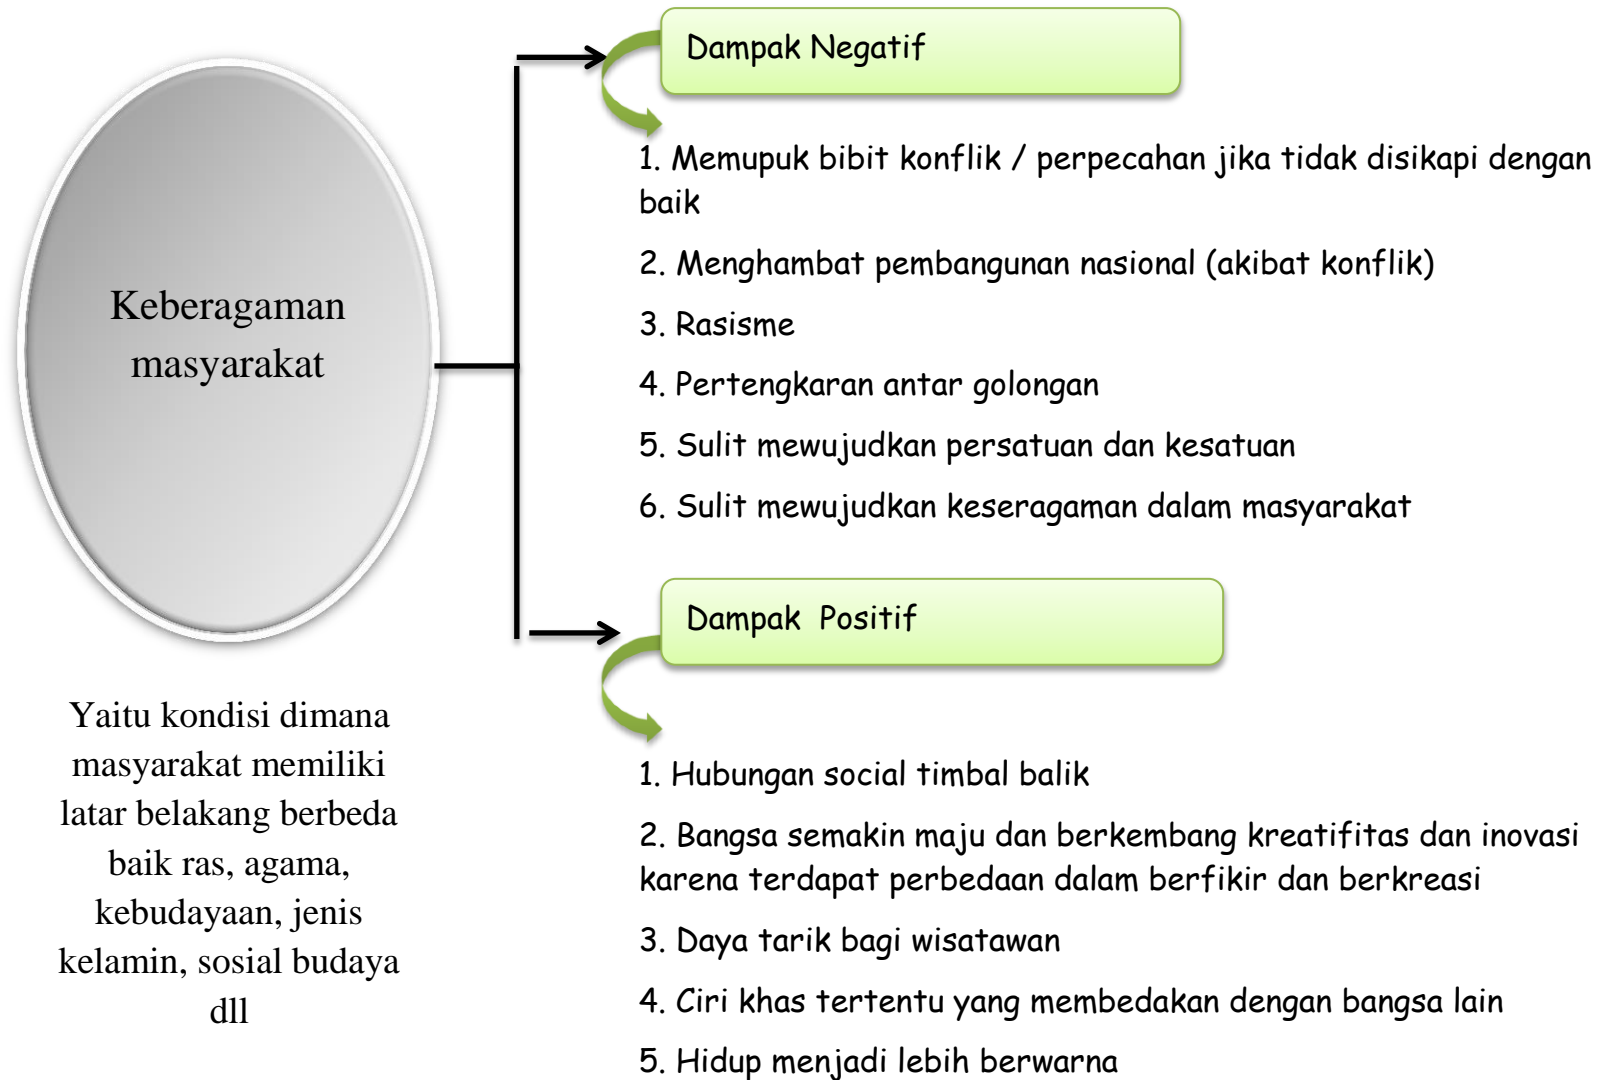 Keberagaman
masyarakat
Yaitu kondisi dimana
masyarakat memiliki
latar belakang berbeda
baik ras, agama,
kebudayaan, jenis
kelamin, sosial budaya
dll
Dampak Negatif
1. Memupuk bibit konflik / perpecahan jika tidak disikapi dengan
baik
2. Menghambat pembangunan nasional (akibat konflik)
3. Rasisme
4. Pertengkaran antar golongan
5. Sulit mewujudkan persatuan dan kesatuan
6. Sulit mewujudkan keseragaman dalam masyarakat
Dampak  Positif
1. Hubungan social timbal balik
2. Bangsa semakin maju dan berkembang kreatifitas dan inovasi
karena terdapat perbedaan dalam berfikir dan berkreasi
3. Daya tarik bagi wisatawan
4. Ciri khas tertentu yang membedakan dengan bangsa lain
5. Hidup menjadi lebih berwarna